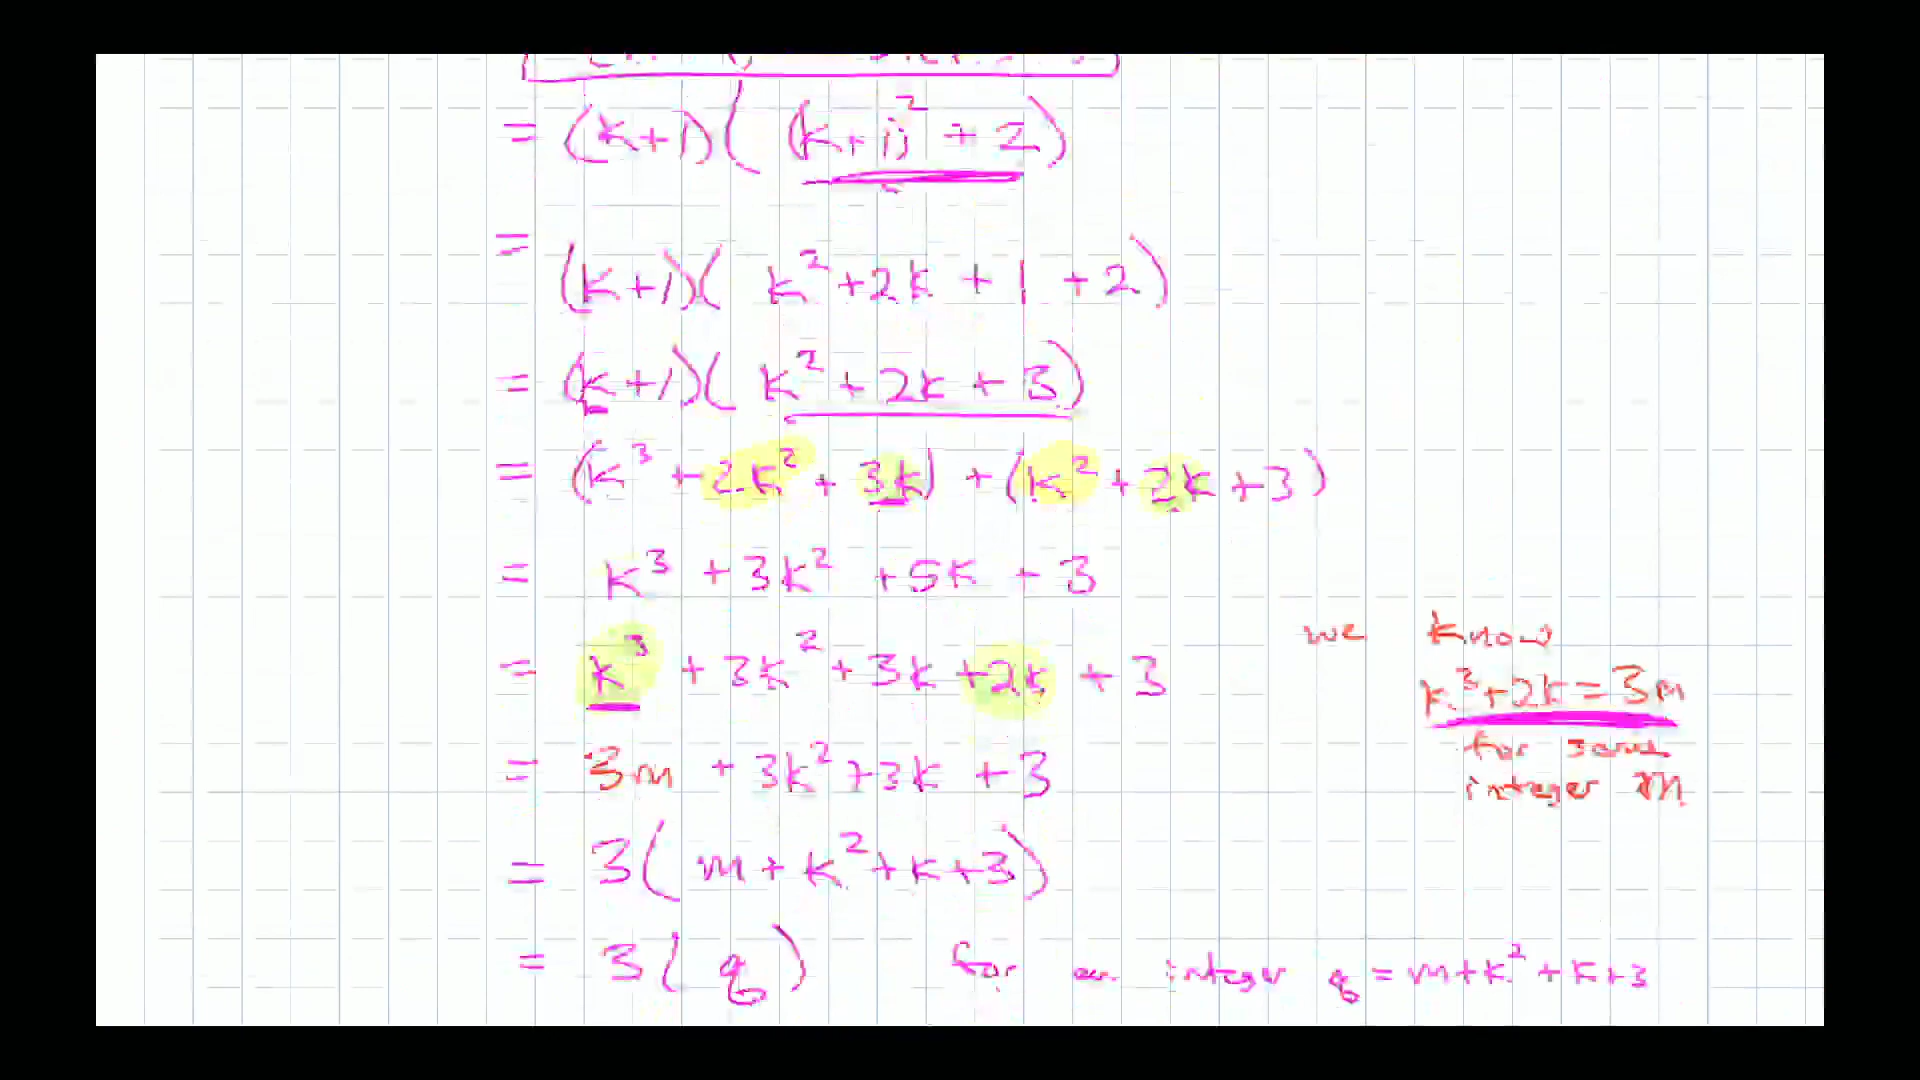 = (k+1)((k+1)² + 2)
= (k+1)(k²+2k + 1 + 2)
= (k+1)(k² + 2k + 3)
= (k³ + 2k² + 3k) + (k² + 2k + 3)
= k³ + 3k² + 5k + 3
= k³ + 3k² + 3k + 2k + 3
we know
k³+2k = 3m
for some
integer m
= 3m + 3k² + 3k + 3
= 3(m + k² + k + 3)
= 3(q) for an integer q = m + k² + k + 3